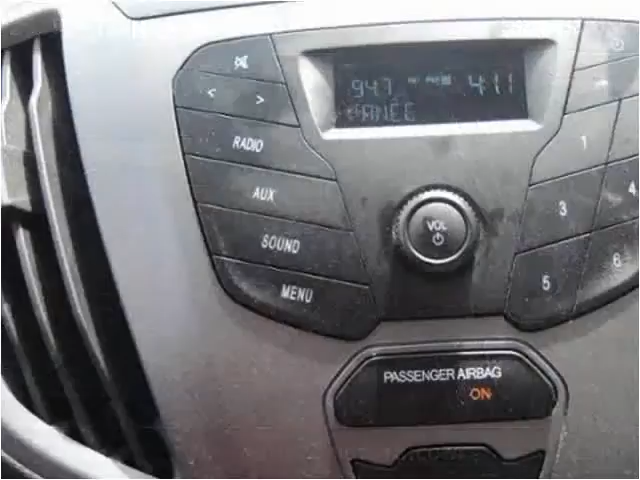 94.7 4:11
RADIO
AUX
SOUND
MENU
VOL
1
3
4
5
6
PASSENGER AIRBAG
ON